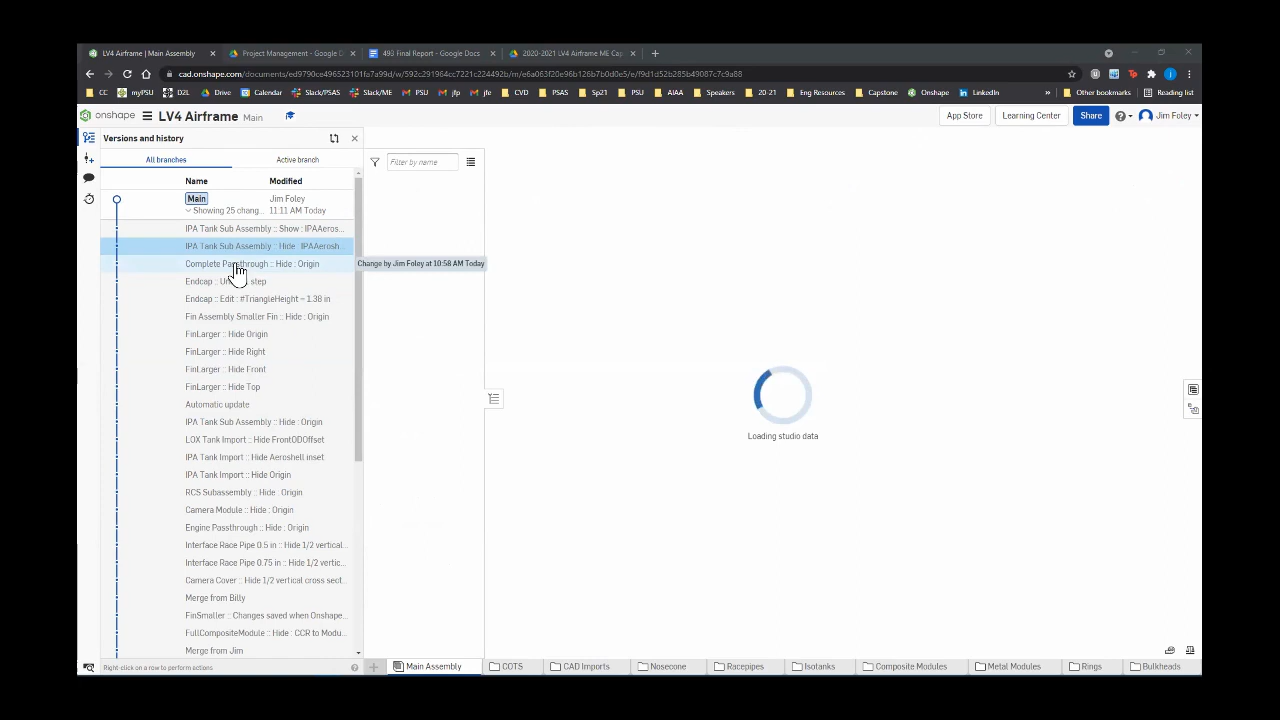 LV4 Airframe | Main Assembly
Project Management - Google D
493 Final Report - Google Docs
2020-2021 LV4 Airframe ME Cap
cad.onshape.com/documents/ed9790ce496523101fa7a99d/w/592c291964cc7221c224492b/m/e6a063f20e96b126b7b0d0e5/e/f9d1d52b285b49087c7c9a88
CC myPSU D2L Drive Calendar Slack/PSAS Slack/ME PSU jfp jfe CVD PSAS Sp21 PSU AIAA Speakers 20-21 Eng Resources Capstone Onshape LinkedIn » Other bookmarks Reading list
onshape LV4 Airframe Main App Store Learning Center Share Jim Foley
Versions and history
All branches Active branch
Filter by name
Name Modified
Main Jim Foley
Showing 25 chang... 11:11 AM Today
IPA Tank Sub Assembly :: Show : IPAAeros...
IPA Tank Sub Assembly :: Hide : IPAAerosh...
Complete Passthrough :: Hide : Origin
Change by Jim Foley at 10:58 AM Today
Endcap :: step
Endcap :: Edit : #TriangleHeight = 1.38 in
Fin Assembly Smaller Fin :: Hide : Origin
FinLarger :: Hide Origin
FinLarger :: Hide Right
FinLarger :: Hide Front
FinLarger :: Hide Top
Automatic update
IPA Tank Sub Assembly :: Hide : Origin
LOX Tank Import :: Hide FrontODOffset
IPA Tank Import :: Hide Aeroshell inset
IPA Tank Import :: Hide Origin
RCS Subassembly :: Hide : Origin
Camera Module :: Hide : Origin
Engine Passthrough :: Hide : Origin
Interface Race Pipe 0.5 in :: Hide 1/2 vertical...
Interface Race Pipe 0.75 in :: Hide 1/2 vertic...
Camera Cover :: Hide 1/2 vertical cross sect...
Merge from Billy
FinSmaller :: Changes saved when Onshape...
FullCompositeModule :: Hide : CCR to Modu...
Merge from Jim
Loading studio data
Right-click on a row to perform actions
Main Assembly COTS CAD Imports Nosecone Racepipes Isotanks Composite Modules Metal Modules Rings Bulkheads